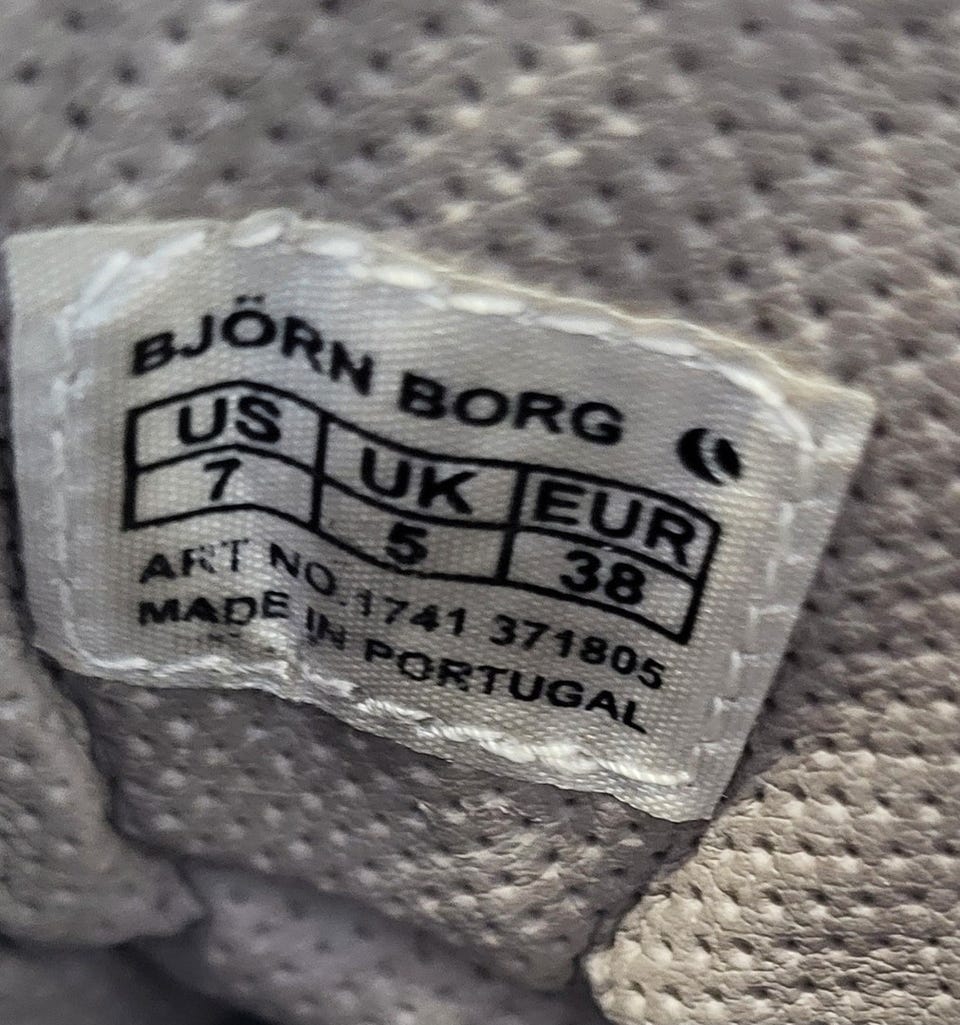 BJÖRN BORG
US UK EUR
7 5 38
ART NO.1741 371805
MADE IN PORTUGAL